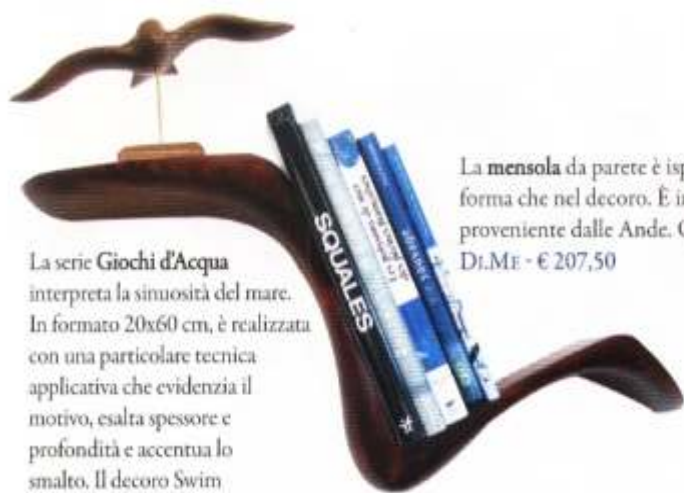 SQUALES
La mensola da parete è isp
forma che nel decoro. È in
proveniente dalle Ande.
DI.ME - € 207,50
La serie Giochi d'Acqua
interpreta la sinuosità del mare.
In formato 20x60 cm, è realizzata
con una particolare tecnica
applicativa che evidenzia il
motivo, esalta spessore e
profondità e accentua lo
smalto. Il decoro Swim